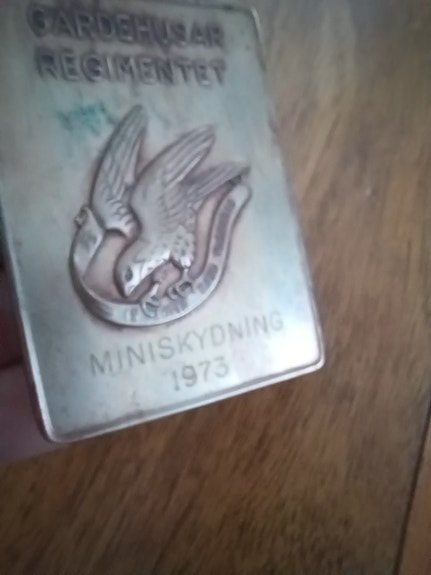 GARDEHUSAR
REGIMENTET
MINISKYDNING
1973